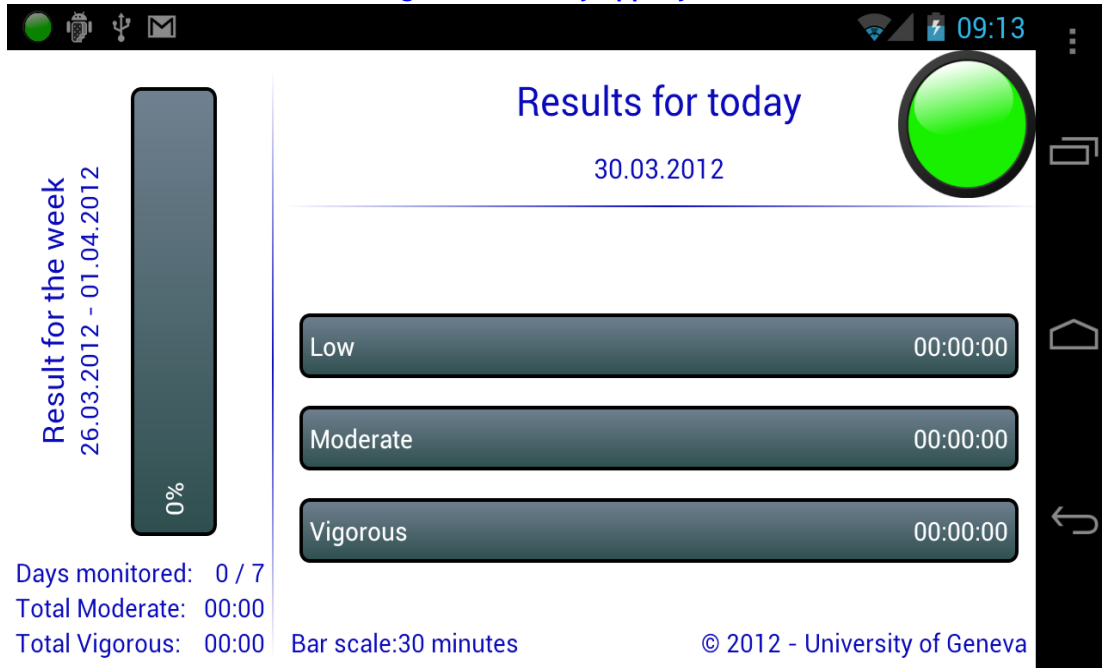 09:13
Result for the week
26.03.2012 - 01.04.2012
0%
Days monitored: 0 / 7
Total Moderate: 00:00
Total Vigorous: 00:00
Results for today
30.03.2012
Low 00:00:00
Moderate 00:00:00
Vigorous 00:00:00
Bar scale:30 minutes
© 2012 - University of Geneva